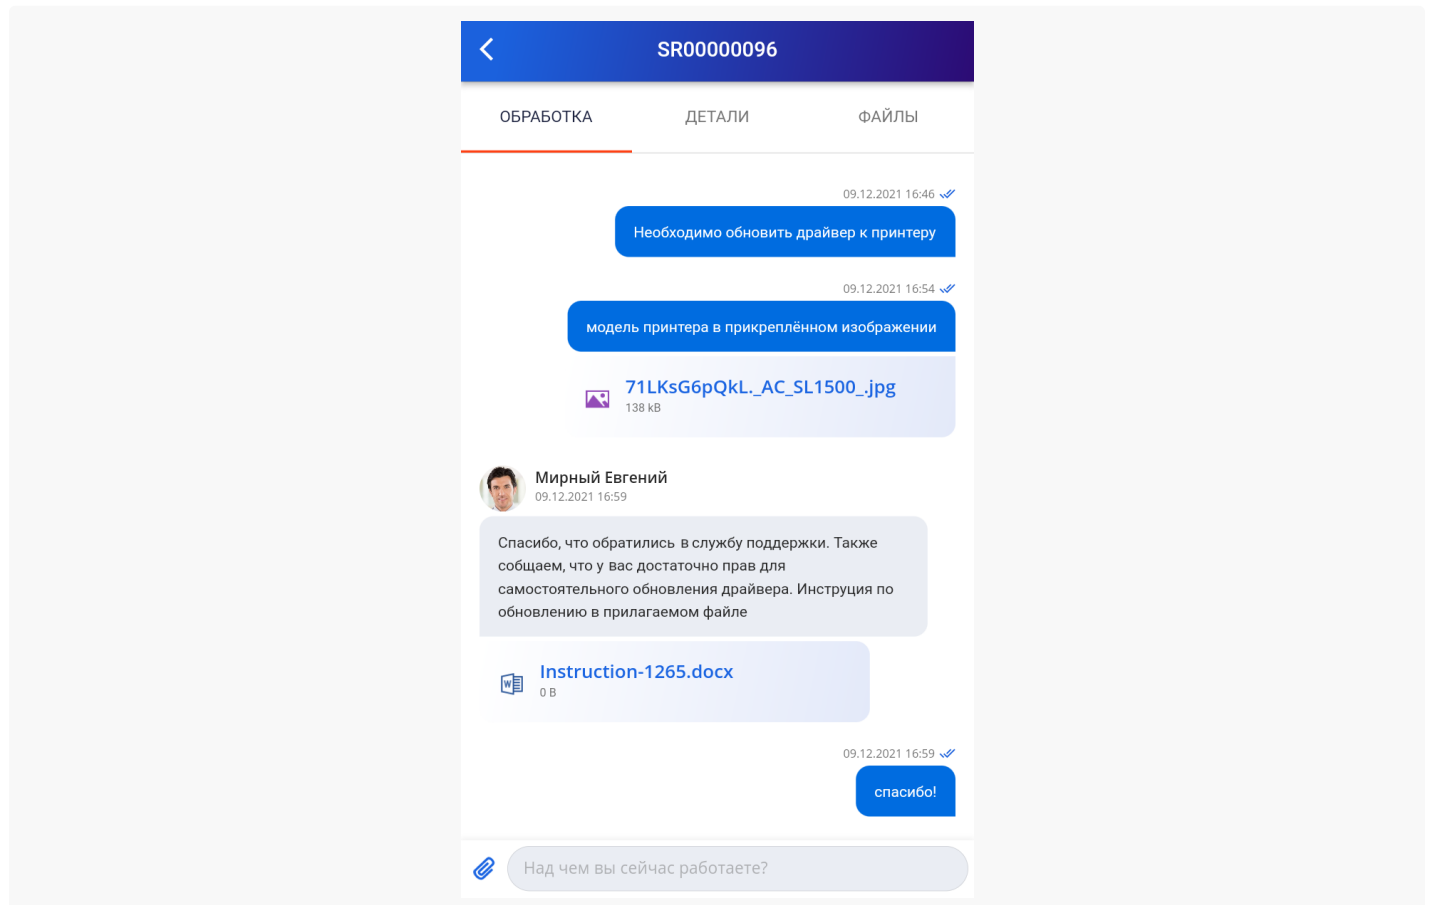 SR00000096
ОБРАБОТКА
ДЕТАЛИ
ФАЙЛЫ
09.12.2021 16:46
Необходимо обновить драйвер к принтеру
09.12.2021 16:54
модель принтера в прикреплённом изображении
71LKsG6pQkL._AC_SL1500_.jpg
138 kB
Мирный Евгений
09.12.2021 16:59
Спасибо, что обратились в службу поддержки. Также
собщаем, что у вас достаточно прав для
самостоятельного обновления драйвера. Инструция по
обновлению в прилагаемом файле
W
Instruction-1265.docx
0 B
09.12.2021 16:59
спасибо!
Над чем вы сейчас работаете?